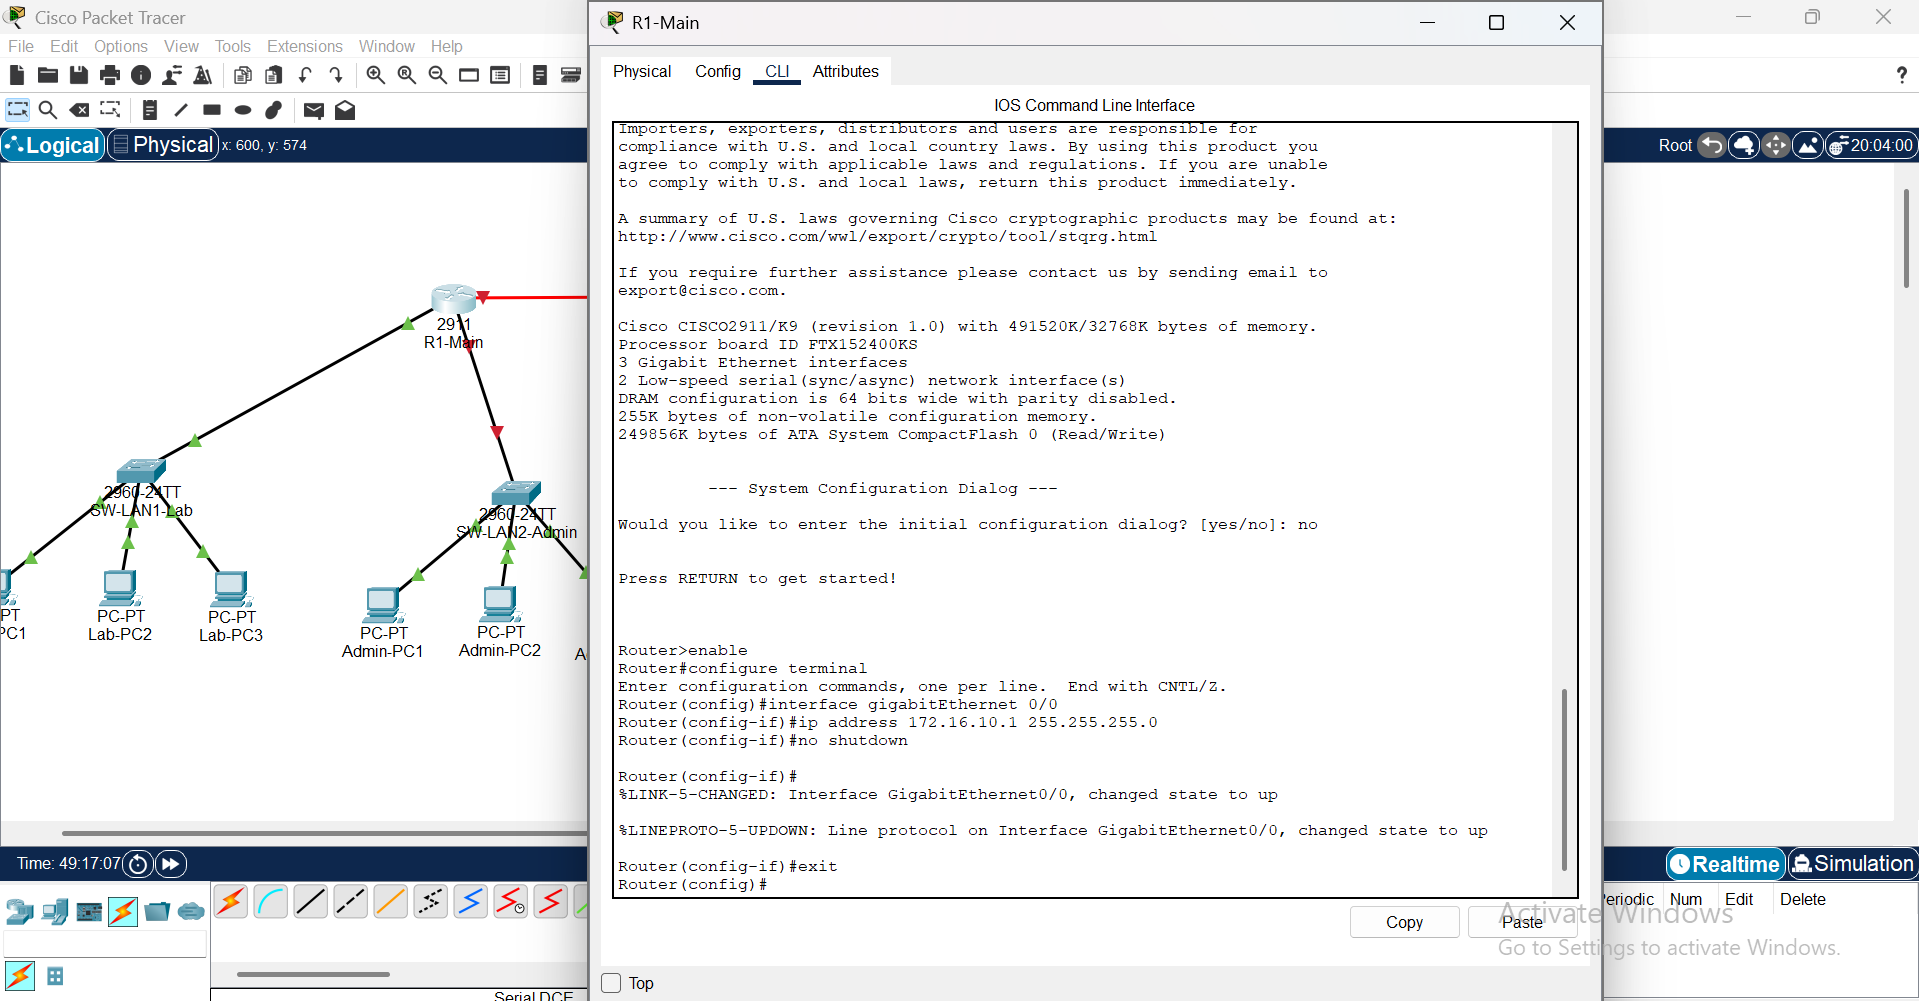 Cisco Packet Tracer
File Edit Options View Tools Extensions Window Help
Logical Physical x: 600, y: 574
2911
R1-Main
2960-24TT
SW-LAN1-Lab
2960-24TT
SW-LAN2-Admin
PT
PC1
PC-PT
Lab-PC2
PC-PT
Lab-PC3
PC-PT
Admin-PC1
PC-PT
Admin-PC2
A
Time: 49:17:07
Serial DCE
R1-Main
Physical Config CLI Attributes
IOS Command Line Interface
Importers, exporters, distributors and users are responsible for
compliance with U.S. and local country laws. By using this product you
agree to comply with applicable laws and regulations. If you are unable
to comply with U.S. and local laws, return this product immediately.
A summary of U.S. laws governing Cisco cryptographic products may be found at:
http://www.cisco.com/wwl/export/crypto/tool/stqrg.html
If you require further assistance please contact us by sending email to
export@cisco.com.
Cisco CISCO2911/K9 (revision 1.0) with 491520K/32768K bytes of memory.
Processor board ID FTX152400KS
3 Gigabit Ethernet interfaces
2 Low-speed serial(sync/async) network interface(s)
DRAM configuration is 64 bits wide with parity disabled.
255K bytes of non-volatile configuration memory.
249856K bytes of ATA System CompactFlash 0 (Read/Write)
--- System Configuration Dialog ---
Would you like to enter the initial configuration dialog? [yes/no]: no
Press RETURN to get started!
Router>enable
Router#configure terminal
Enter configuration commands, one per line.  End with CNTL/Z.
Router(config)#interface gigabitEthernet 0/0
Router(config-if)#ip address 172.16.10.1 255.255.255.0
Router(config-if)#no shutdown
Router(config-if)#
%LINK-5-CHANGED: Interface GigabitEthernet0/0, changed state to up
%LINEPROTO-5-UPDOWN: Line protocol on Interface GigabitEthernet0/0, changed state to up
Router(config-if)#exit
Router(config)#
Copy Paste
Top
?
Root 20:04:00
Realtime Simulation
Periodic Num Edit Delete
Activate Windows
Go to Settings to activate Windows.